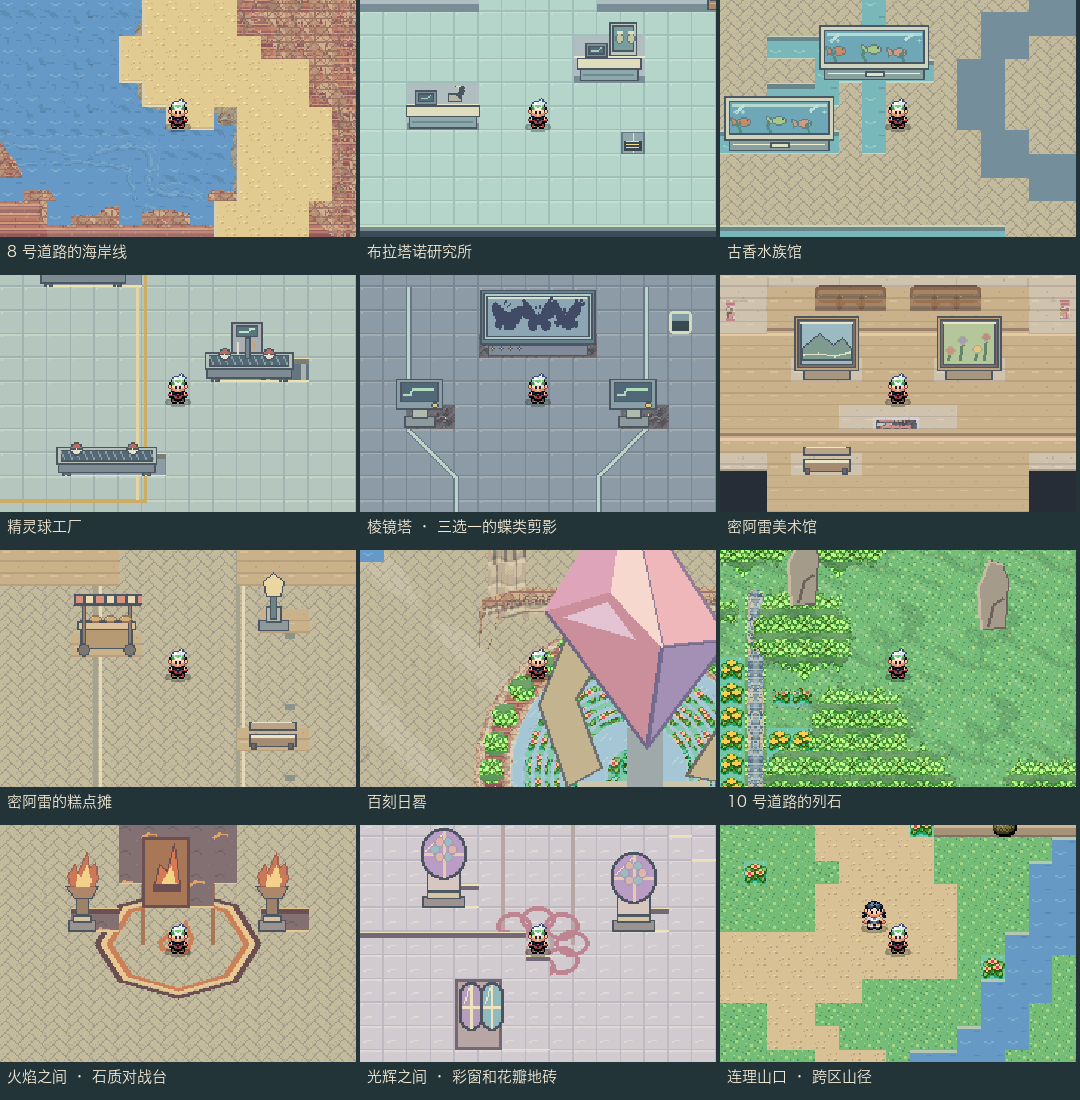 8 号道路的海岸线
布拉塔诺研究所
古香水族馆
精灵球工厂
棱镜塔 · 三选一的蝶类剪影
密阿雷美术馆
密阿雷的糕点摊
百刻日晷
10 号道路的列石
火焰之间 · 石质对战台
光辉之间 · 彩窗和花瓣地砖
连理山口 · 跨区山径